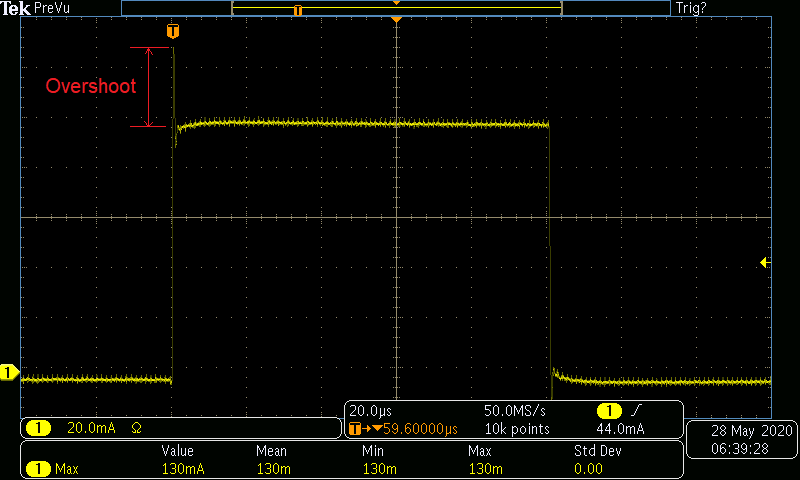 Tek PreVu Trig?
T
T
Overshoot
1
1 20.0mA Ω
20.0µs 50.0MS/s 1
T→▼59.60000µs 10k points 44.0mA
Value Mean Min Max Std Dev
1 Max 130mA 130m 130m 130m 0.00
28 May 2020
06:39:28